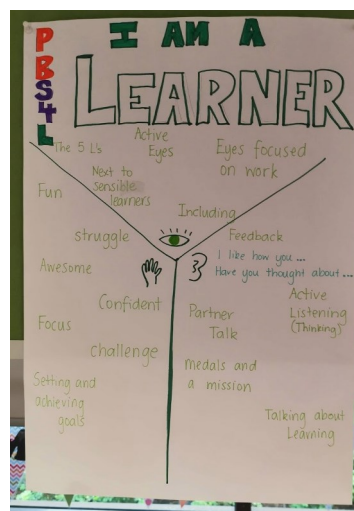 PBS4L
I AM A
LEARNER
The 5 L's
Active
Eyes
Eyes focused
on work
Next to
sensible
learners
Fun
Including
struggle
Feedback
I like how you...
Have you thought about...
Awesome
Confident
Partner
Talk
Active
Listening
(Thinking)
Focus
challenge
medals and
a mission
Setting and
achieving
goals
Talking about
Learning